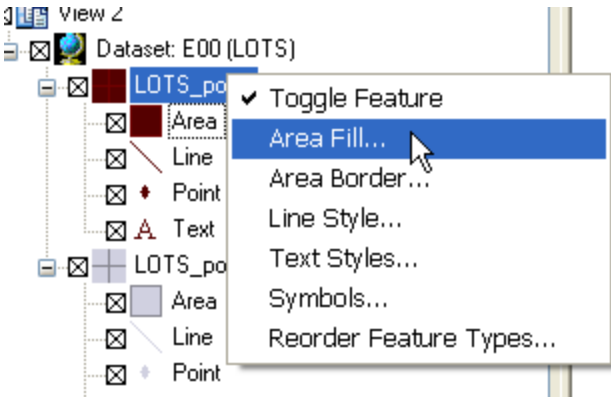 View 2
Dataset: E00 (LOTS)
LOTS_po
Area
Line
Point
Text
LOTS_po
Area
Line
Point
Toggle Feature
Area Fill...
Area Border...
Line Style...
Text Styles...
Symbols...
Reorder Feature Types...